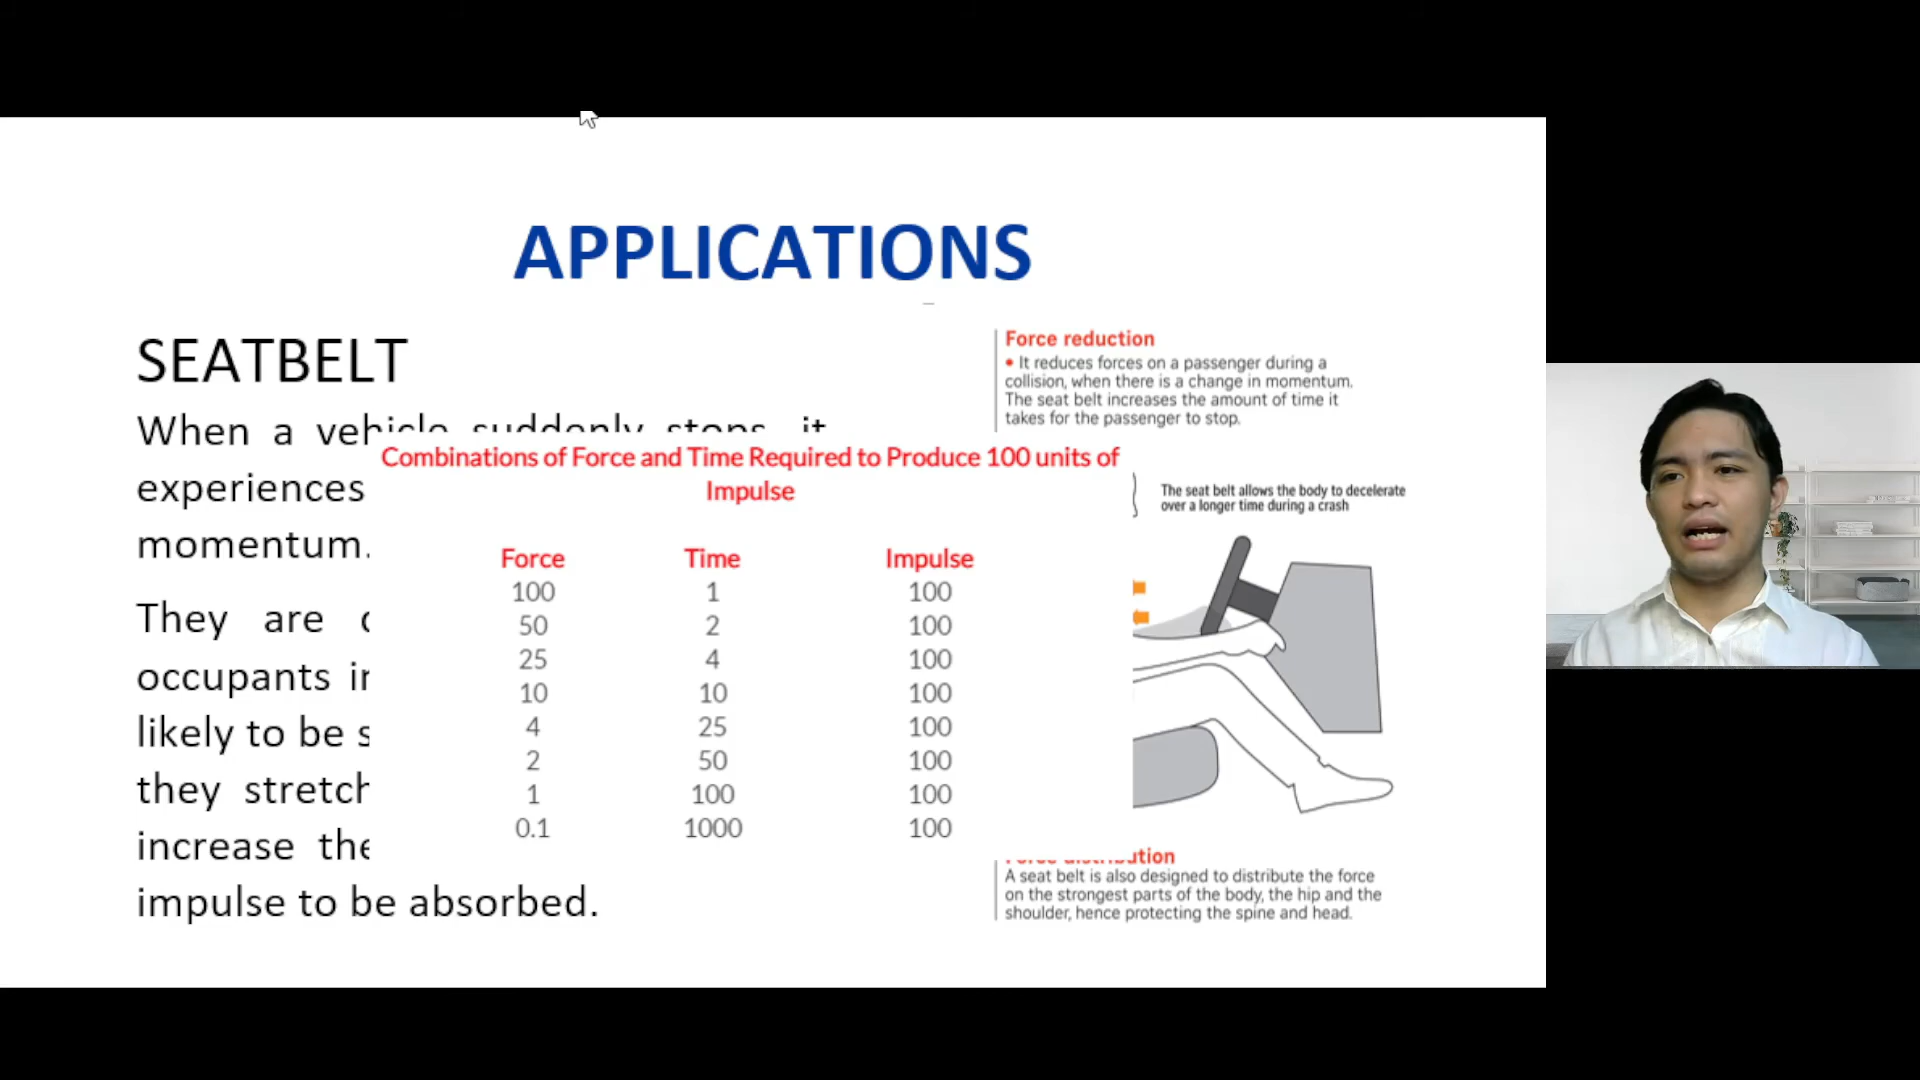 APPLICATIONS
SEATBELT
When a vehicle suddenly stops, it
experiences
momentum.
They are
occupants
likely to be
they stretch
increase the
impulse to be absorbed.
Combinations of Force and Time Required to Produce 100 units of
Impulse
Force Time Impulse
100 1 100
50 2 100
25 4 100
10 10 100
4 25 100
2 50 100
1 100 100
0.1 1000 100
Force reduction
• It reduces forces on a passenger during a
collision, when there is a change in momentum.
The seat belt increases the amount of time it
takes for the passenger to stop.
The seat belt allows the body to decelerate
over a longer time during a crash
Force distribution
A seat belt is also designed to distribute the force
on the strongest parts of the body, the hip and the
shoulder, hence protecting the spine and head.